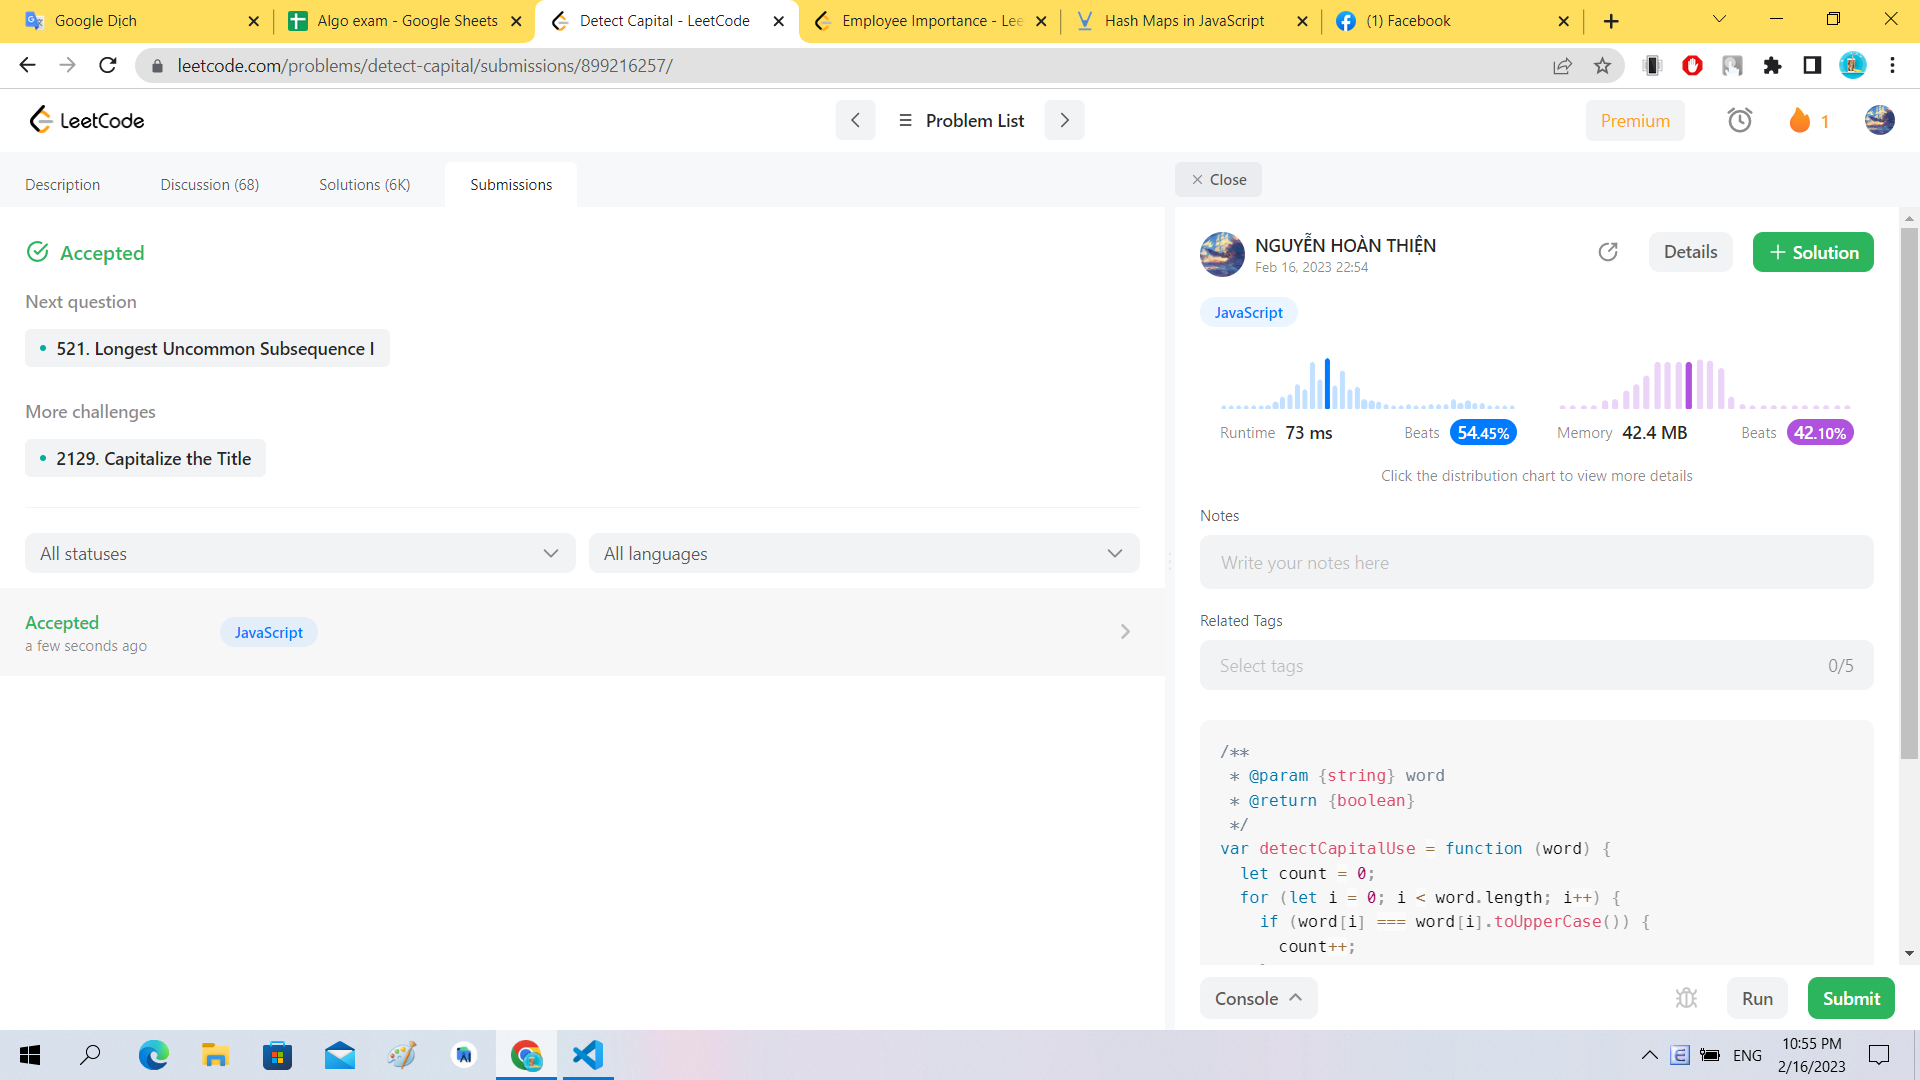 Google Dịch
Algo exam - Google Sheets
Detect Capital - LeetCode
Employee Importance - Lee
Hash Maps in JavaScript
(1) Facebook
leetcode.com/problems/detect-capital/submissions/899216257/
LeetCode
Problem List
Premium
1
Description
Discussion (68)
Solutions (6K)
Submissions
Close
Accepted
Next question
521. Longest Uncommon Subsequence I
More challenges
2129. Capitalize the Title
All statuses
All languages
Accepted
a few seconds ago
JavaScript
NGUYỄN HOÀN THIỆN
Feb 16, 2023 22:54
Details
Solution
JavaScript
Runtime 73 ms
Beats 54.45%
Memory 42.4 MB
Beats 42.10%
Click the distribution chart to view more details
Notes
Write your notes here
Related Tags
Select tags
0/5
/**
 * @param {string} word
 * @return {boolean}
 */
var detectCapitalUse = function (word) {
  let count = 0;
  for (let i = 0; i < word.length; i++) {
    if (word[i] === word[i].toUpperCase()) {
      count++;
Console
Run
Submit
ENG
10:55 PM
2/16/2023